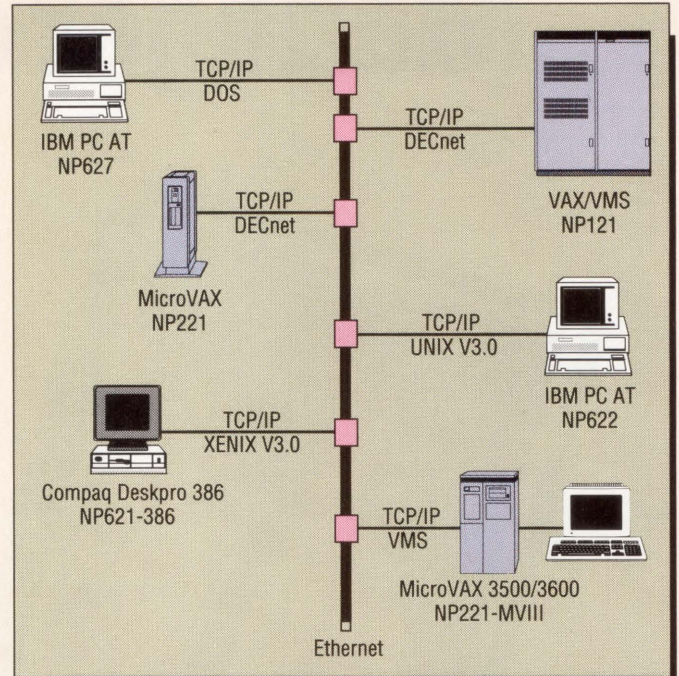 TCP/IP
DOS
IBM PC AT
NP627
TCP/IP
DECnet
VAX/VMS
NP121
TCP/IP
DECnet
MicroVAX
NP221
TCP/IP
UNIX V3.0
IBM PC AT
NP622
TCP/IP
XENIX V3.0
Compaq Deskpro 386
NP621-386
TCP/IP
VMS
MicroVAX 3500/3600
NP221-MVIII
Ethernet